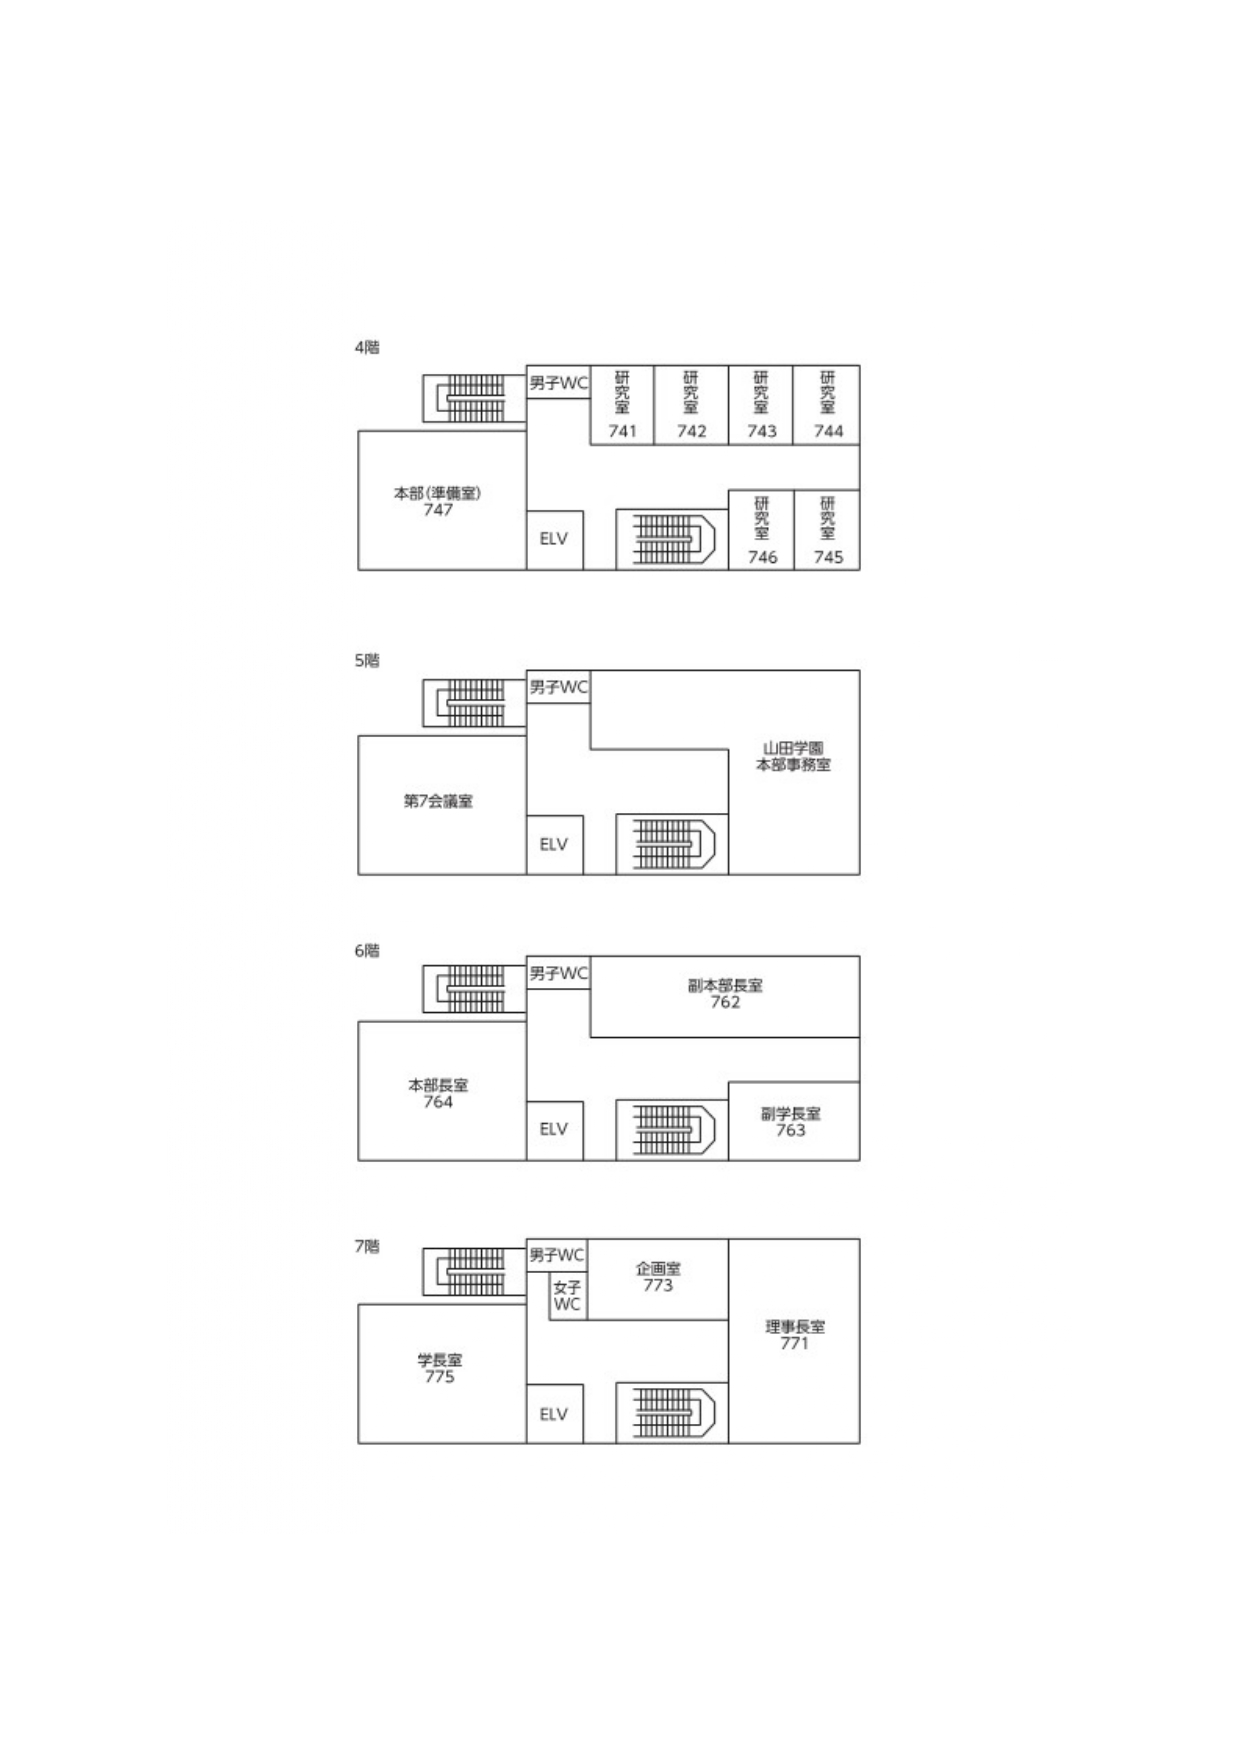 4階
男子WC
研究室
741
研究室
742
研究室
743
研究室
744
本部(準備室)
747
ELV
研究室
746
研究室
745
5階
男子WC
山田学園
本部事務室
第7会議室
ELV
6階
男子WC
副本部長室
762
本部長室
764
ELV
副学長室
763
7階
男子WC
女子
WC
企画室
773
理事長室
771
学長室
775
ELV